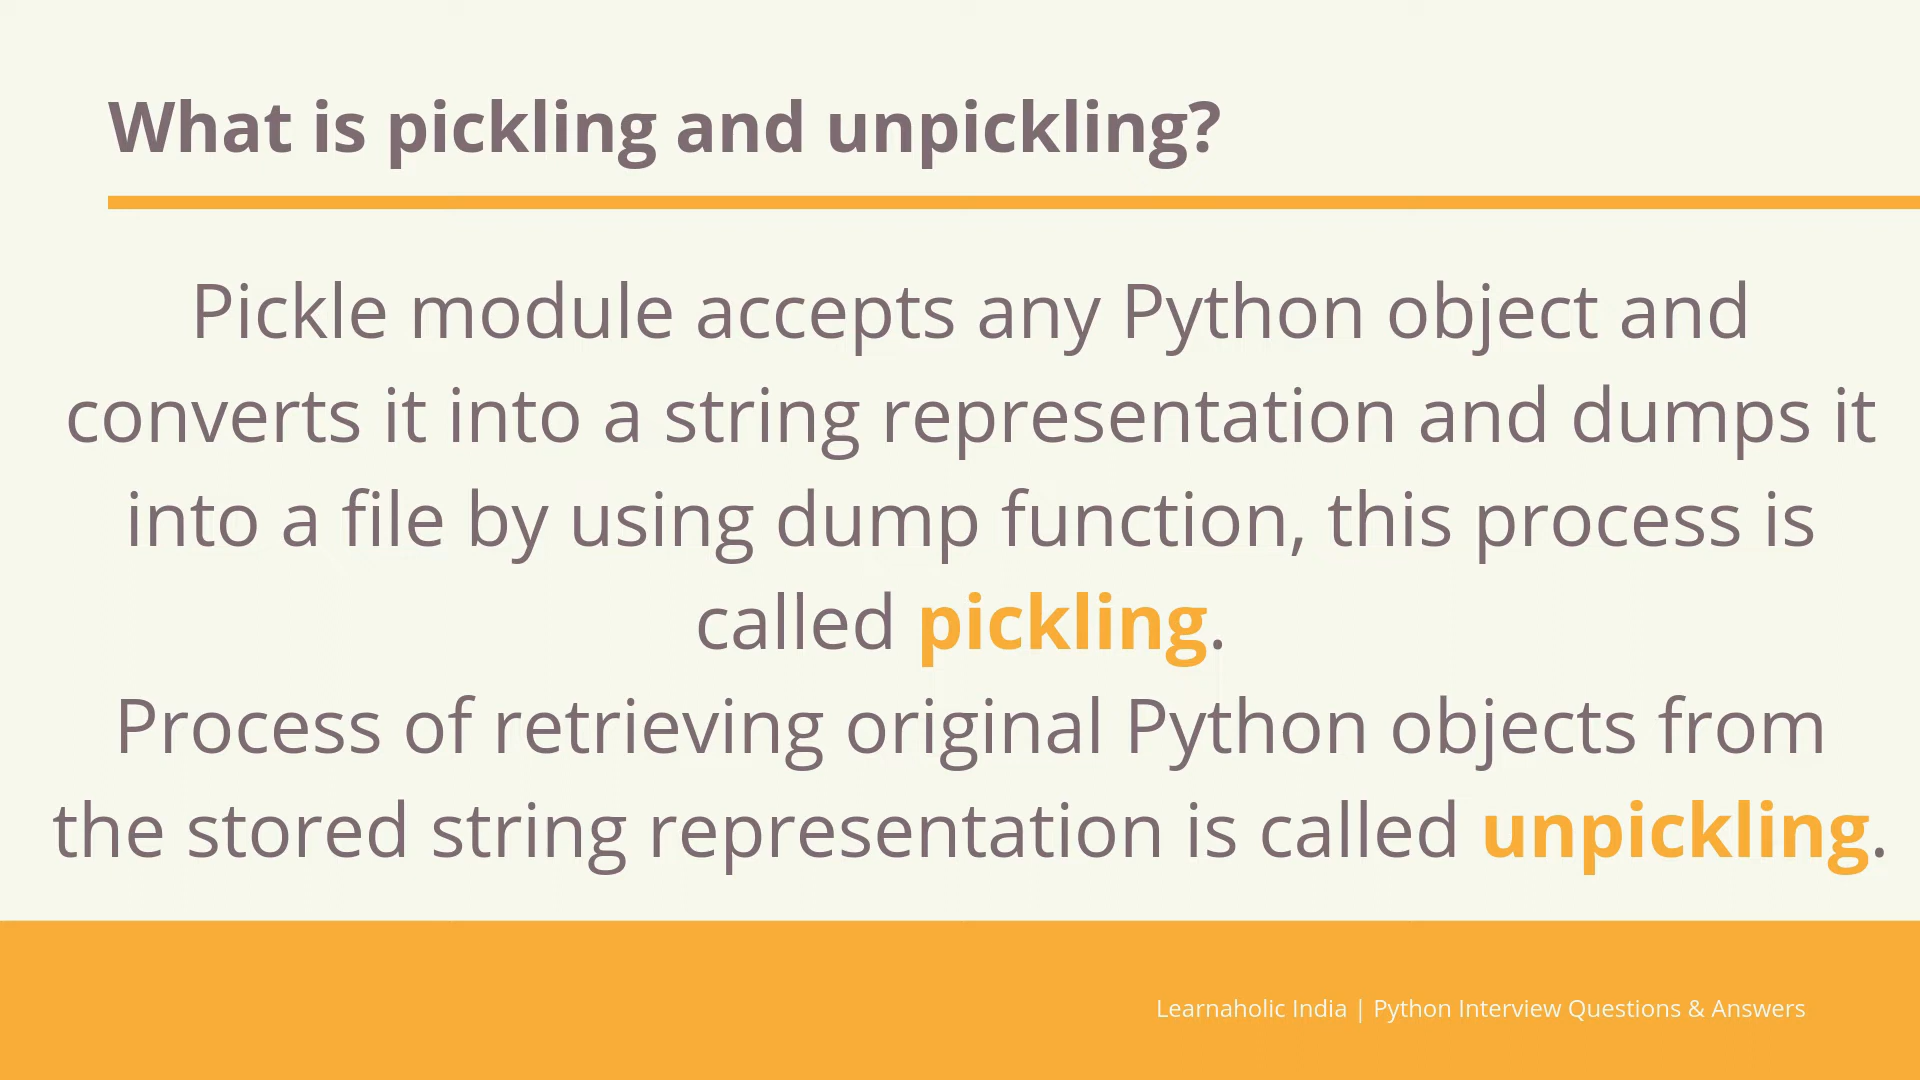 What is pickling and unpickling?
Pickle module accepts any Python object and
converts it into a string representation and dumps it
into a file by using dump function, this process is
called pickling.
Process of retrieving original Python objects from
the stored string representation is called unpickling.
Learnaholic India | Python Interview Questions & Answers